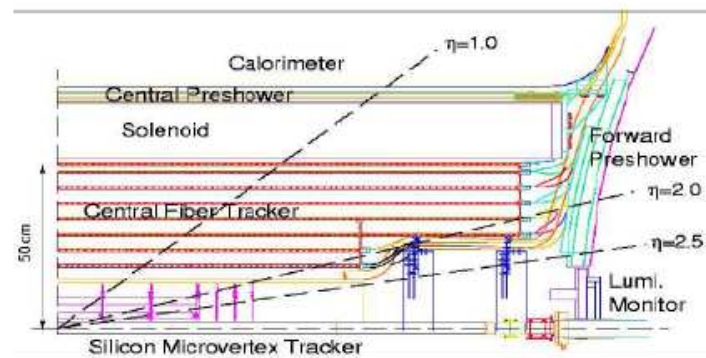 η=1.0
Calorimeter
Central Preshower
Solenoid
Forward
Preshower
η=2.0
Central Fiber Tracker
50cm
η=2.5
Lumi.
Monitor
Silicon Microvertex Tracker